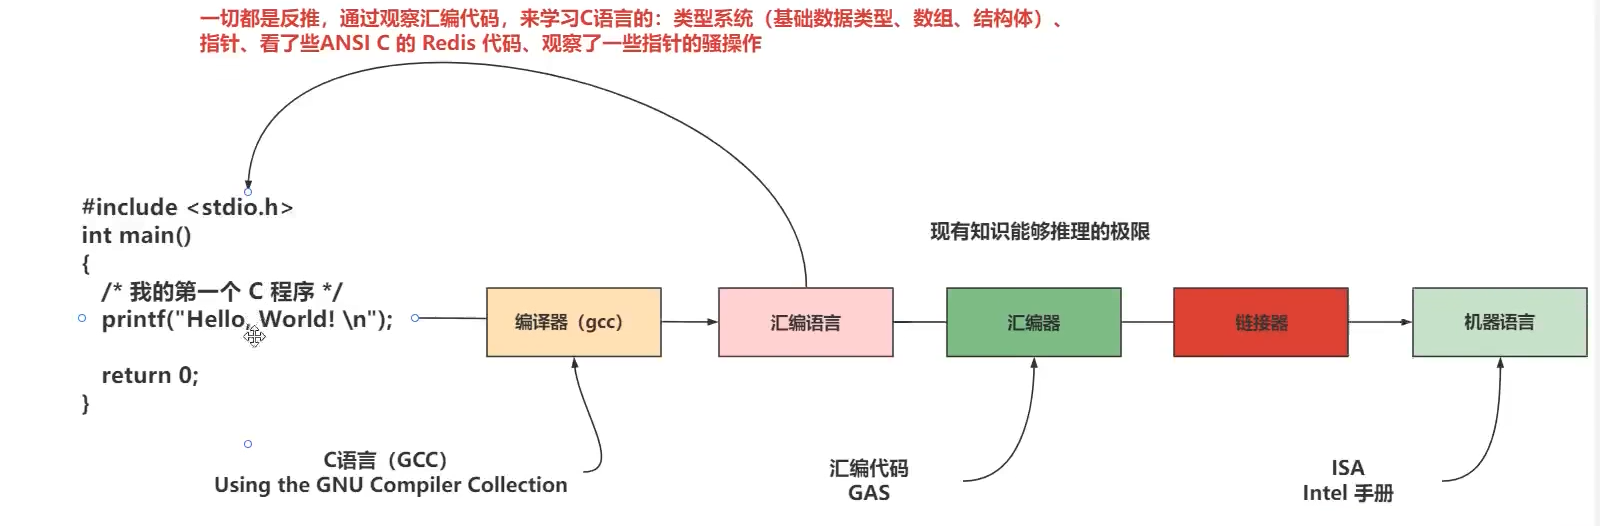 一切都是反推，通过观察汇编代码，来学习C语言的：类型系统（基础数据类型、数组、结构体）、
指针、看了些ANSI C 的 Redis 代码、观察了一些指针的骚操作
#include <stdio.h>
int main()
{
/* 我的第一个 C 程序 */
printf("Hello, World! \n");
return 0;
}
现有知识能够推理的极限
编译器（gcc）
汇编语言
汇编器
链接器
机器语言
C语言（GCC）
Using the GNU Compiler Collection
汇编代码
GAS
ISA
Intel 手册